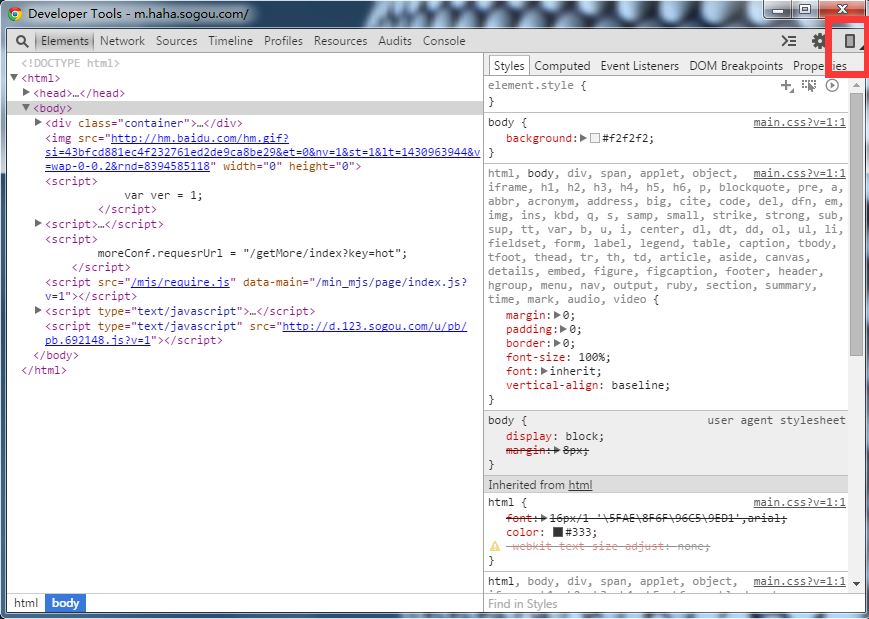 Developer Tools - m.haha.sogou.com/
Elements Network Sources Timeline Profiles Resources Audits Console
<!DOCTYPE html>
<html>
<head>…</head>
<body>
<div class="container">…</div>
<img src="http://hm.baidu.com/hm.gif?
si=43bfcd881ec4f232761ed2de9ca8be29&et=0&nv=1&st=1&lt=1430963944&v
=wap-0-0.2&rnd=8394585118" width="0" height="0">
<script>
var ver = 1;
</script>
<script>…</script>
<script>
moreConf.requesrUrl = "/getMore/index?key=hot";
</script>
<script src="/mjs/require.js" data-main="/min_mjs/page/index.js?
v=1"></script>
<script type="text/javascript">…</script>
<script type="text/javascript" src="http://d.123.sogou.com/u/pb/
pb.692148.js?v=1"></script>
</body>
</html>
html body
Styles Computed Event Listeners DOM Breakpoints Properties
element.style {
}
body { main.css?v=1:1
background: #f2f2f2;
}
html, body, div, span, applet, object, main.css?v=1:1
iframe, h1, h2, h3, h4, h5, h6, p, blockquote, pre, a,
abbr, acronym, address, big, cite, code, del, dfn, em,
img, ins, kbd, q, s, samp, small, strike, strong, sub,
sup, tt, var, b, u, i, center, dl, dt, dd, ol, ul, li,
fieldset, form, label, legend, table, caption, tbody,
tfoot, thead, tr, th, td, article, aside, canvas,
details, embed, figure, figcaption, footer, header,
hgroup, menu, nav, output, ruby, section, summary,
time, mark, audio, video {
margin: 0;
padding: 0;
border: 0;
font-size: 100%;
font: inherit;
vertical-align: baseline;
}
body { user agent stylesheet
display: block;
margin: 8px;
}
Inherited from html
html { main.css?v=1:1
font: 16px/1 '\5FAE\8F6F\96C5\9ED1',arial;
color: #333;
-webkit-text-size-adjust: none;
}
html, body, div, span, applet, object, main.css?v=1:1
Find in Styles